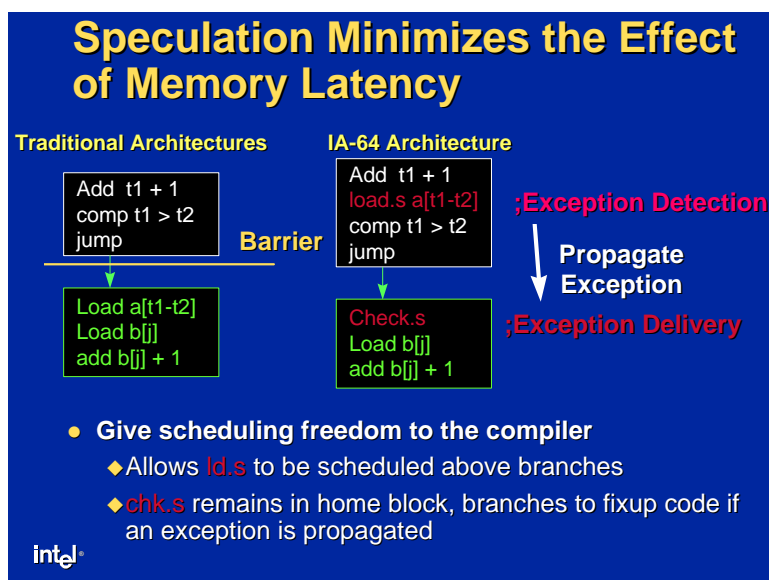 Speculation Minimizes the Effect
of Memory Latency
Traditional Architectures
Add t1 + 1
comp t1 > t2
jump
Barrier
Load a[t1-t2]
Load b[j]
add b[j] + 1
IA-64 Architecture
Add t1 + 1
load.s a[t1-t2]
comp t1 > t2
jump
Check.s
Load b[j]
add b[j] + 1
;Exception Detection
Propagate
Exception
;Exception Delivery
● Give scheduling freedom to the compiler
◆Allows ld.s to be scheduled above branches
◆chk.s remains in home block, branches to fixup code if
an exception is propagated
intel®